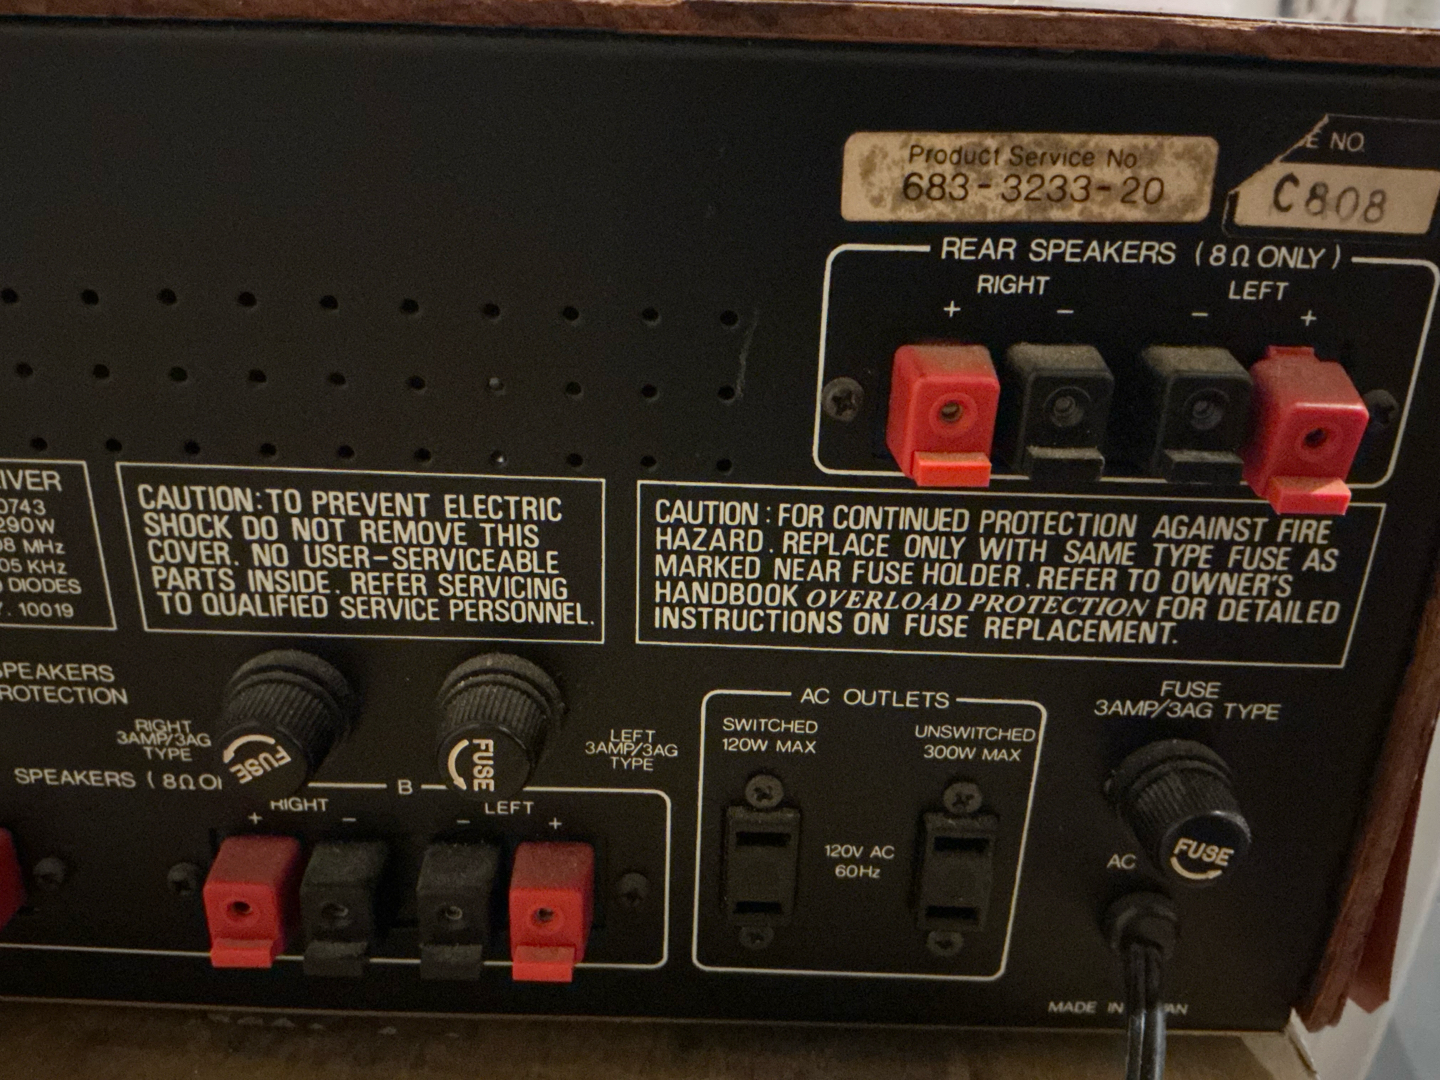 Product Service No.
683-3233-20
E NO.
C808
REAR SPEAKERS (8Ω ONLY)
RIGHT
LEFT
+
−
−
+
IVER
0743
290W
08 MHz
05 KHz
DIODES
10019
CAUTION: TO PREVENT ELECTRIC
SHOCK DO NOT REMOVE THIS
COVER. NO USER-SERVICEABLE
PARTS INSIDE. REFER SERVICING
TO QUALIFIED SERVICE PERSONNEL.
CAUTION: FOR CONTINUED PROTECTION AGAINST FIRE
HAZARD. REPLACE ONLY WITH SAME TYPE FUSE AS
MARKED NEAR FUSE HOLDER. REFER TO OWNER'S
HANDBOOK OVERLOAD PROTECTION FOR DETAILED
INSTRUCTIONS ON FUSE REPLACEMENT.
SPEAKERS
ROTECTION
RIGHT
3AMP/3AG
TYPE
FUSE
FUSE
LEFT
3AMP/3AG
TYPE
SPEAKERS (8Ω O
B
RIGHT
LEFT
+
−
−
+
AC OUTLETS
SWITCHED
120W MAX
UNSWITCHED
300W MAX
120V AC
60Hz
FUSE
3AMP/3AG TYPE
FUSE
AC
MADE IN AN